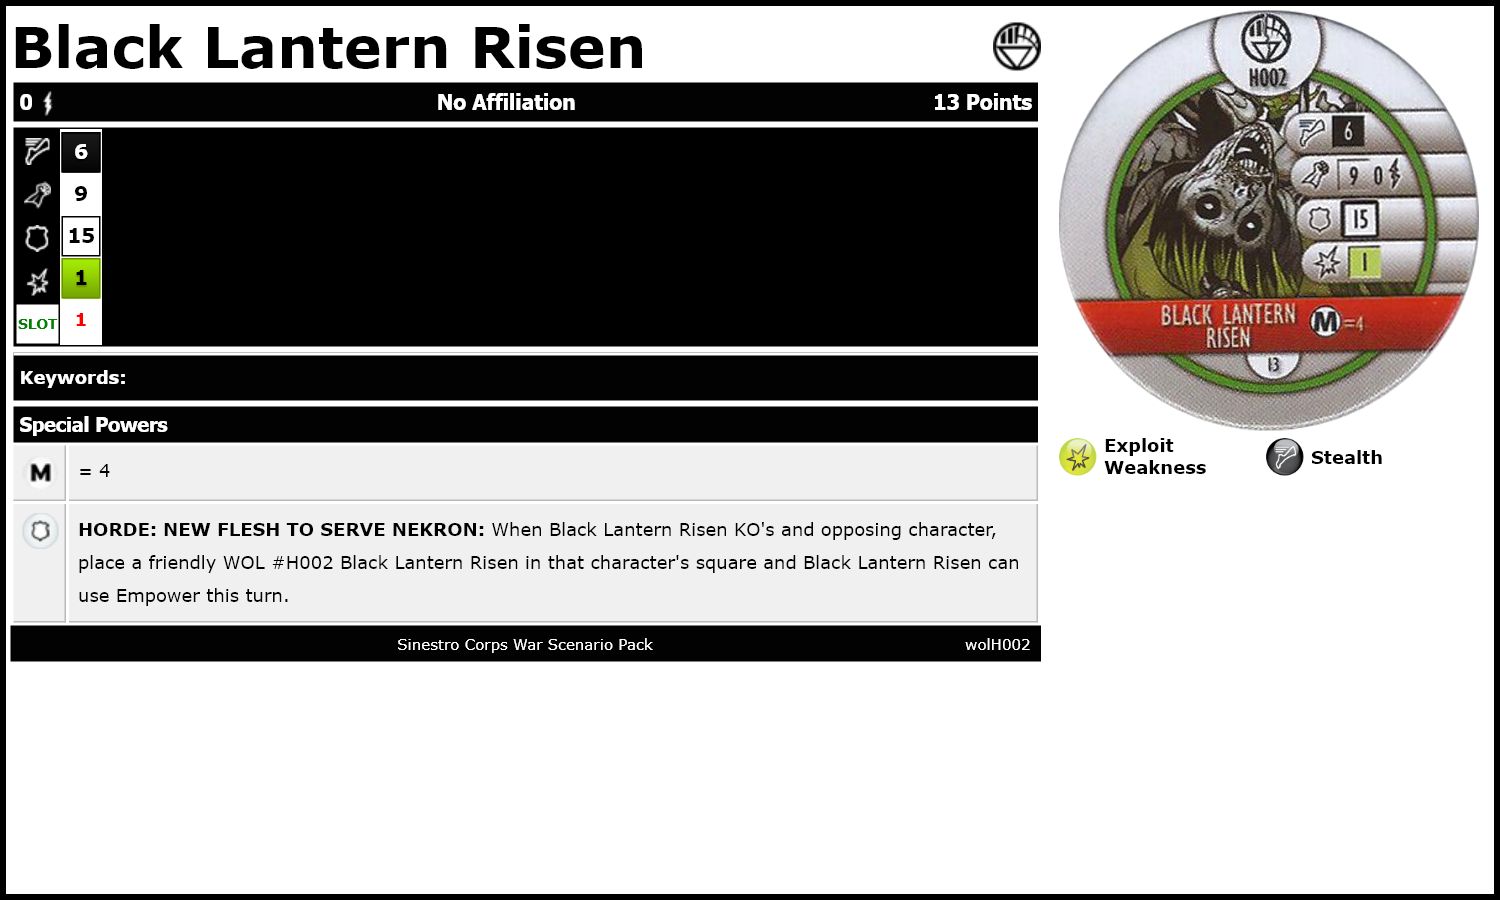 Black Lantern Risen
0 No Affiliation 13 Points
6
9
15
1
SLOT 1
Keywords:
Special Powers
M = 4
HORDE: NEW FLESH TO SERVE NEKRON: When Black Lantern Risen KO's and opposing character,
place a friendly WOL #H002 Black Lantern Risen in that character's square and Black Lantern Risen can
use Empower this turn.
Sinestro Corps War Scenario Pack wolH002
H002
6
9 0
15
1
BLACK LANTERN
RISEN
M=4
13
Exploit
Weakness
Stealth